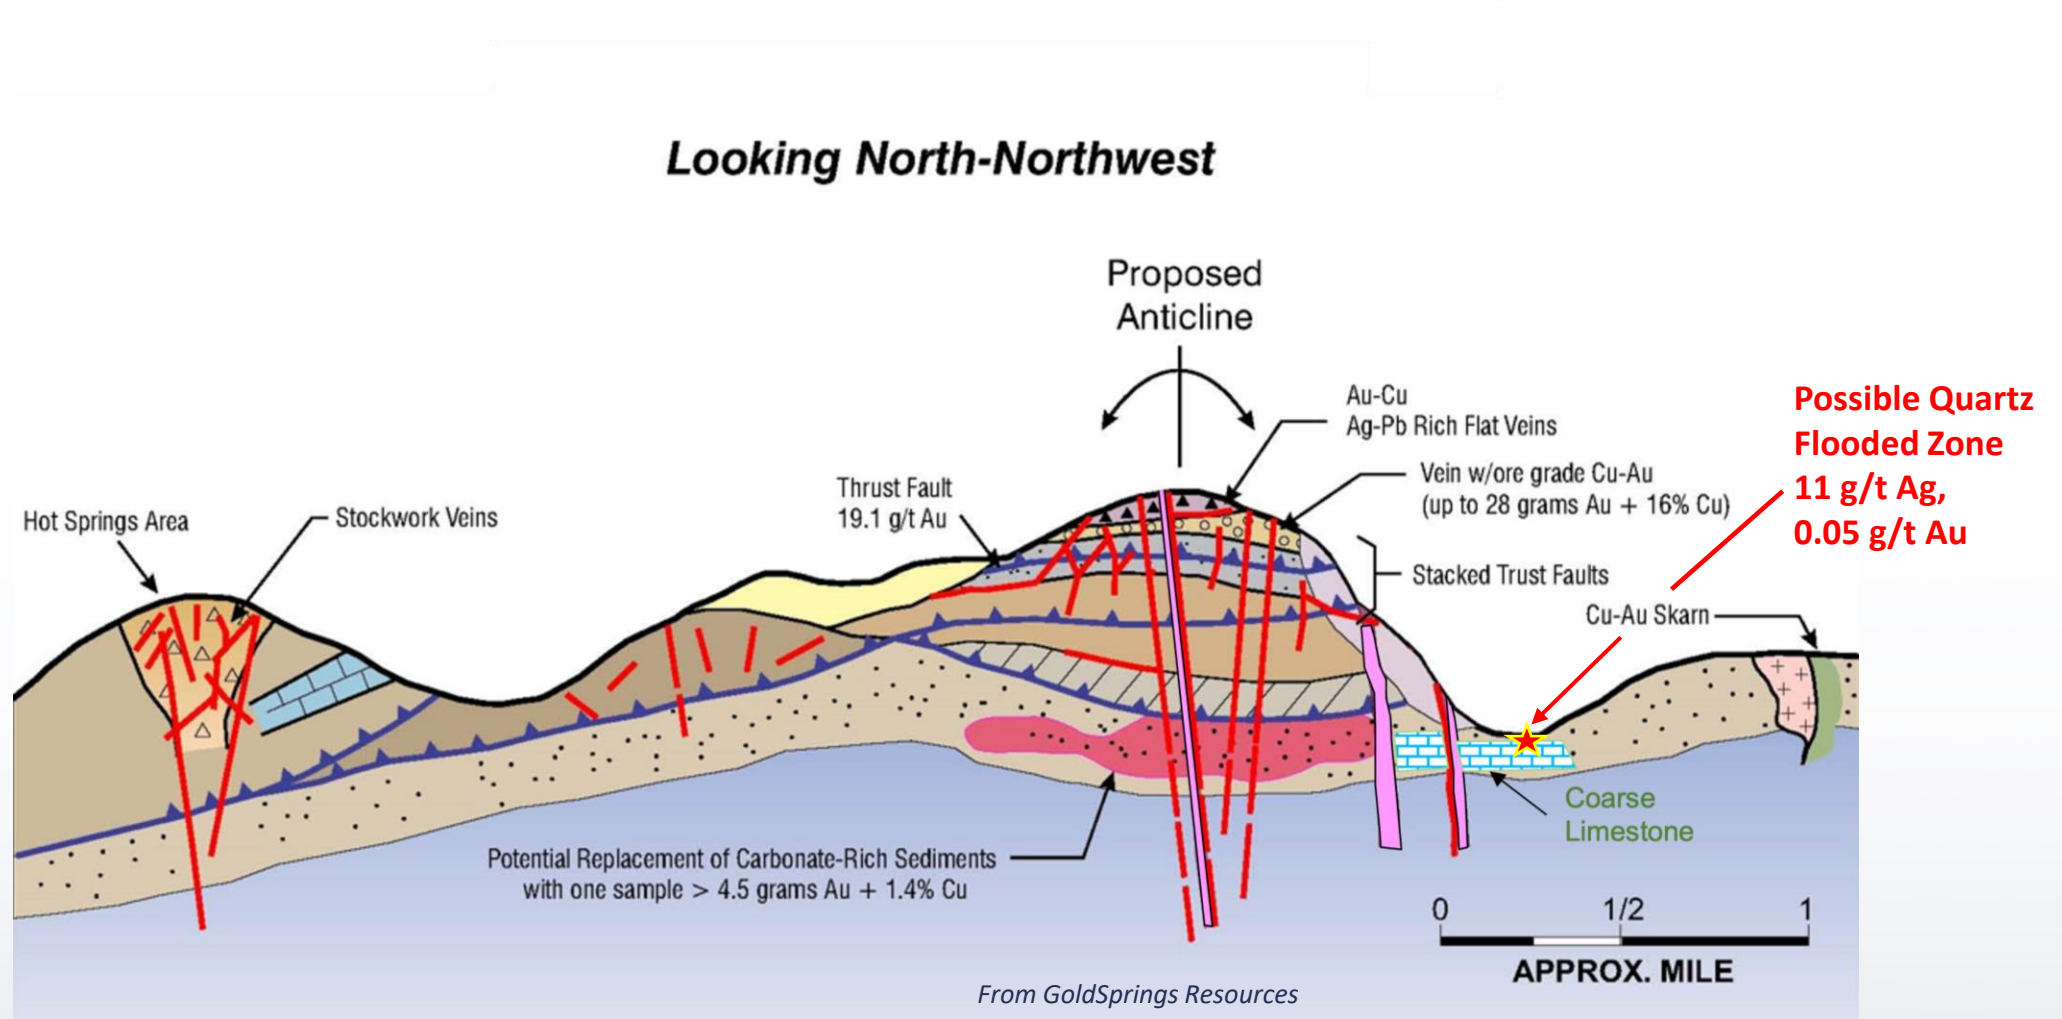 Looking North-Northwest
Proposed
Anticline
Au-Cu
Ag-Pb Rich Flat Veins
Possible Quartz
Flooded Zone
11 g/t Ag,
0.05 g/t Au
Vein w/ore grade Cu-Au
(up to 28 grams Au + 16% Cu)
Thrust Fault
19.1 g/t Au
Hot Springs Area
Stockwork Veins
Stacked Trust Faults
Cu-Au Skarn
Coarse
Limestone
Potential Replacement of Carbonate-Rich Sediments
with one sample > 4.5 grams Au + 1.4% Cu
0 1/2 1
APPROX. MILE
From GoldSprings Resources